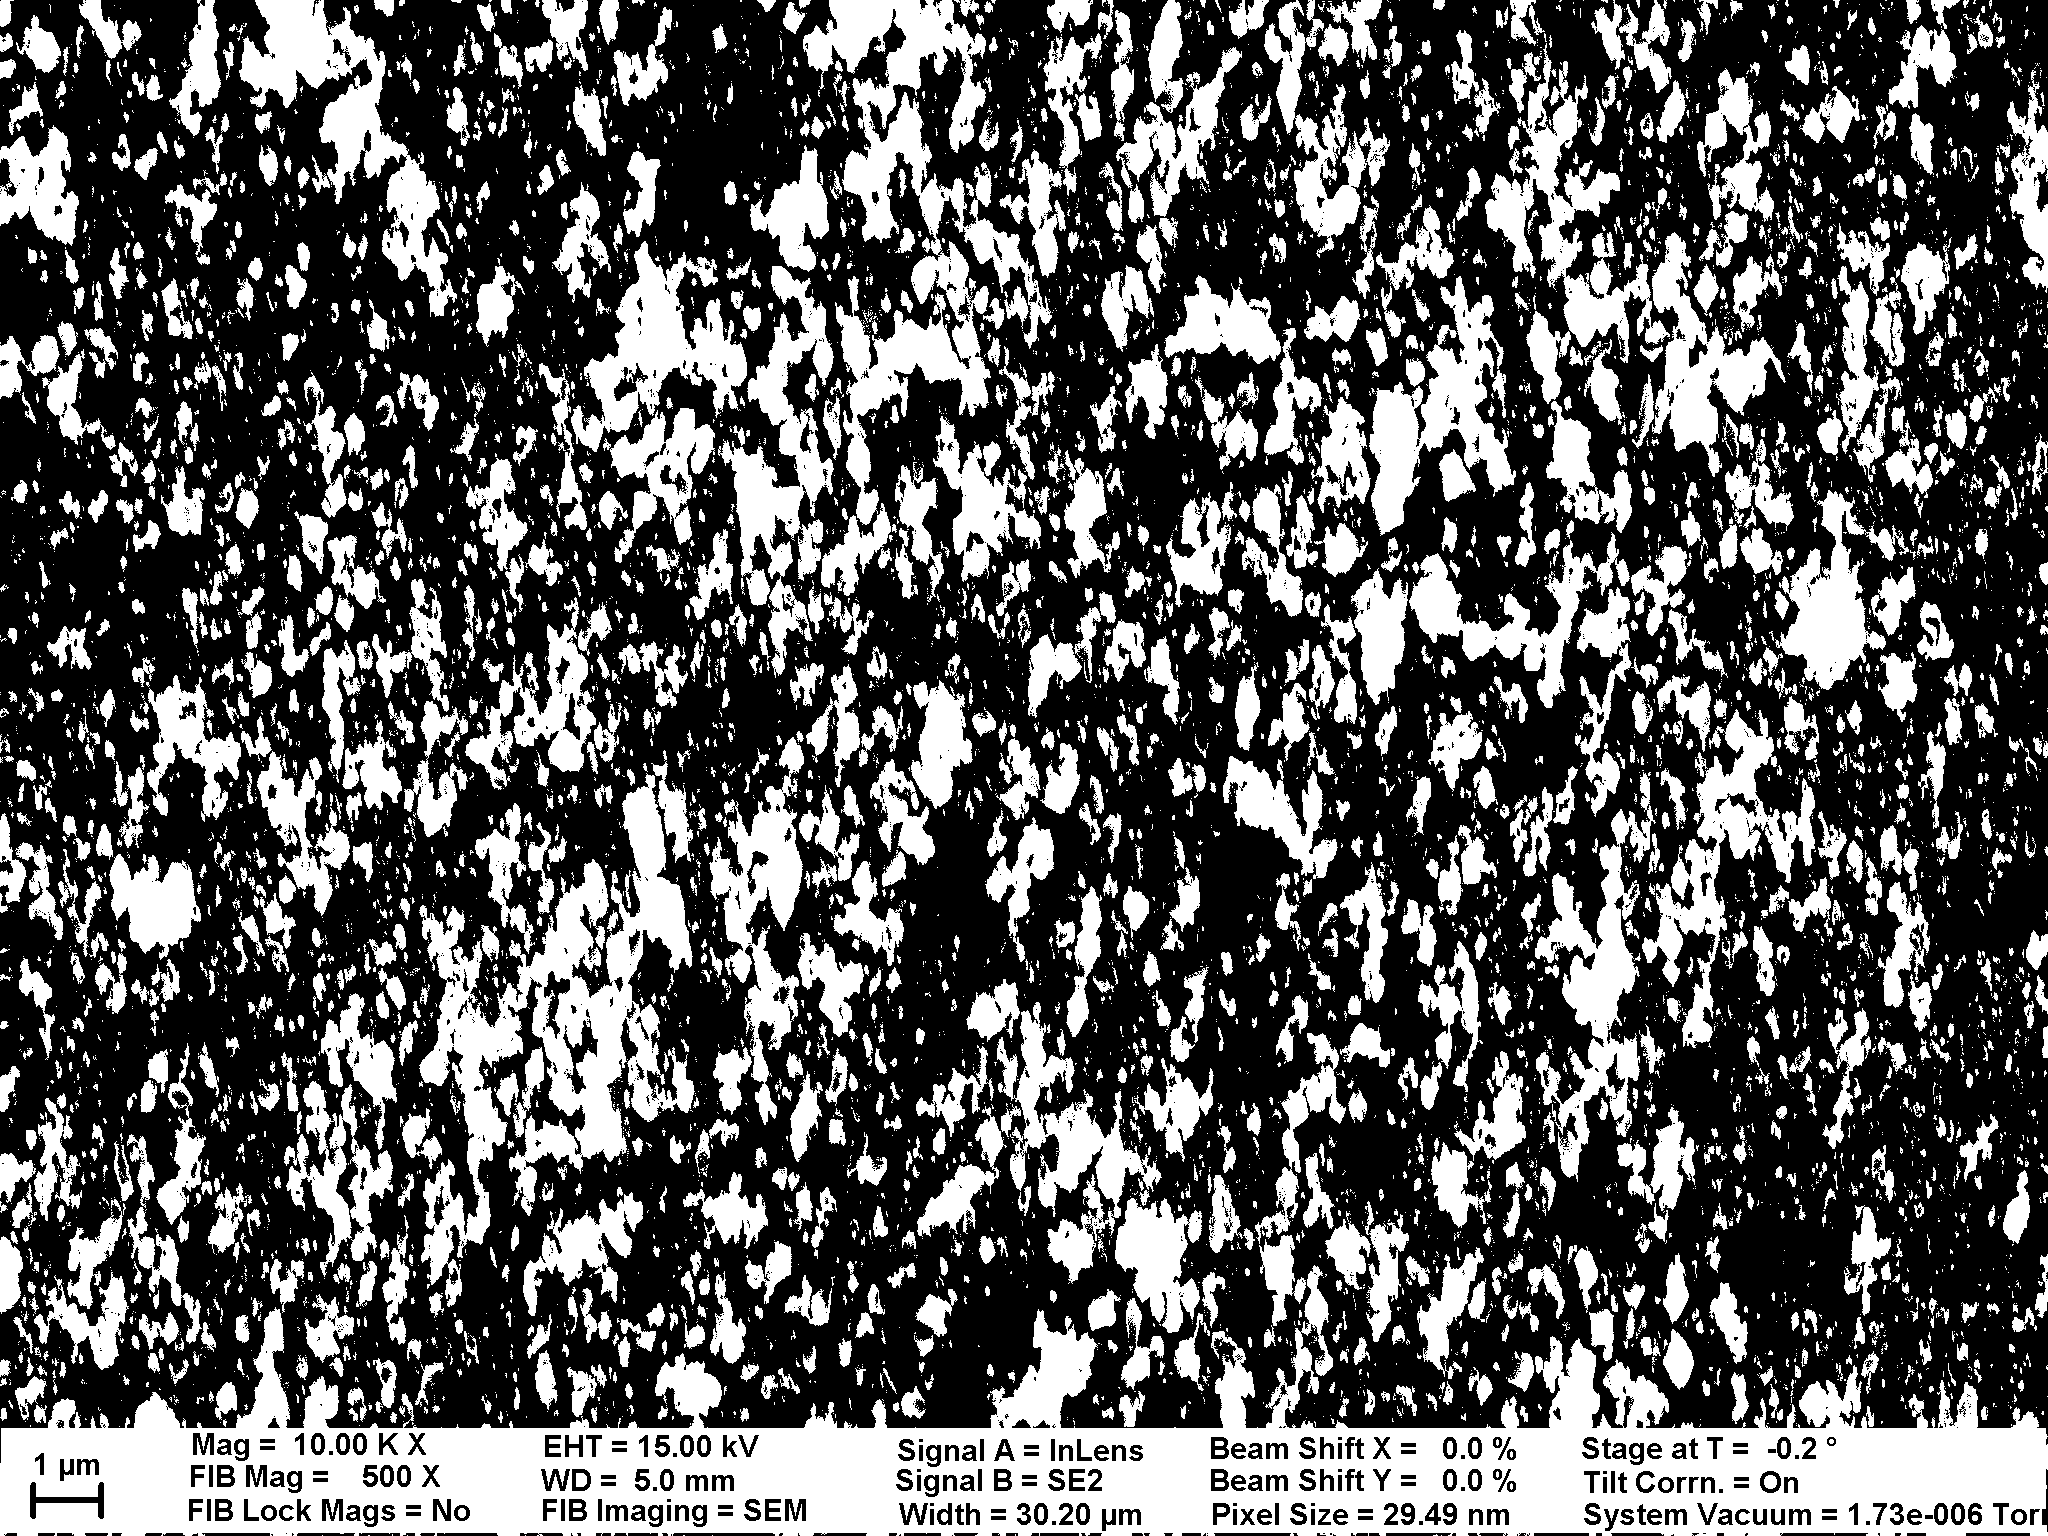 1 µm
Mag = 10.00 K X
FIB Mag = 500 X
FIB Lock Mags = No
EHT = 15.00 kV
WD = 5.0 mm
FIB Imaging = SEM
Signal A = InLens
Signal B = SE2
Width = 30.20 µm
Beam Shift X = 0.0 %
Beam Shift Y = 0.0 %
Pixel Size = 29.49 nm
Stage at T = -0.2 °
Tilt Corrn. = On
System Vacuum = 1.73e-006 Torr